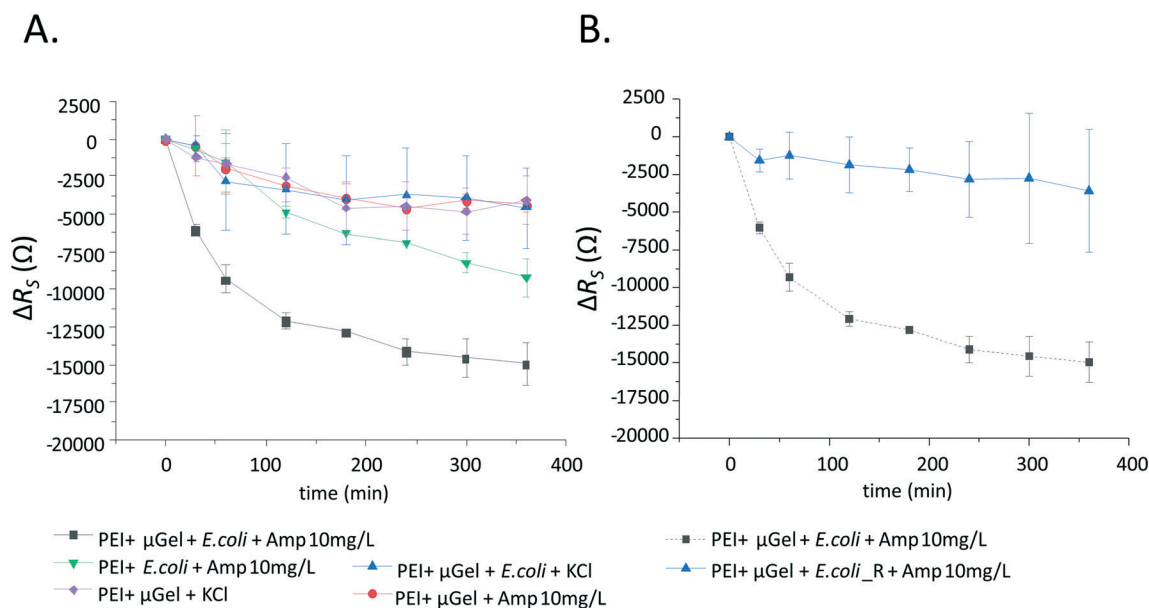 A.
2500
0
-2500
-5000
-7500
-10000
-12500
-15000
-17500
-20000
ΔRS (Ω)
0 100 200 300 400
time (min)
PEI+ μGel + E.coli + Amp 10mg/L
PEI+ E.coli + Amp 10mg/L
PEI+ μGel + KCl
PEI+ μGel + E.coli + KCl
PEI+ μGel + Amp 10mg/L
B.
2500
0
-2500
-5000
-7500
-10000
-12500
-15000
-17500
-20000
ΔRS (Ω)
0 100 200 300 400
time (min)
PEI+ μGel + E.coli + Amp 10mg/L
PEI+ μGel + E.coli_R + Amp 10mg/L